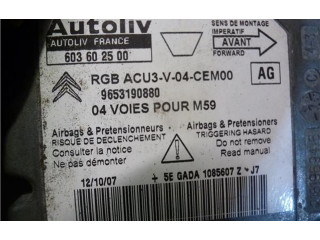 Autoliv
AUTOLIV FRANCE
603 60 25 00
SENS DE MONTAGE
IMPERATIF
AVANT
FORWARD
RGB ACU3-V-04-CEM00
AG
9653190880
04 VOIES POUR M59
Airbags & Pretensionneurs
RISQUE DE DECLENCHEMENT
Consulter la notice
Ne pas démonter
Airbags & Pretensioners
TRIGGERING HASARD
Do not remove
Read manual
12/10/07
+ 5E GADA 1085607 Z -J7